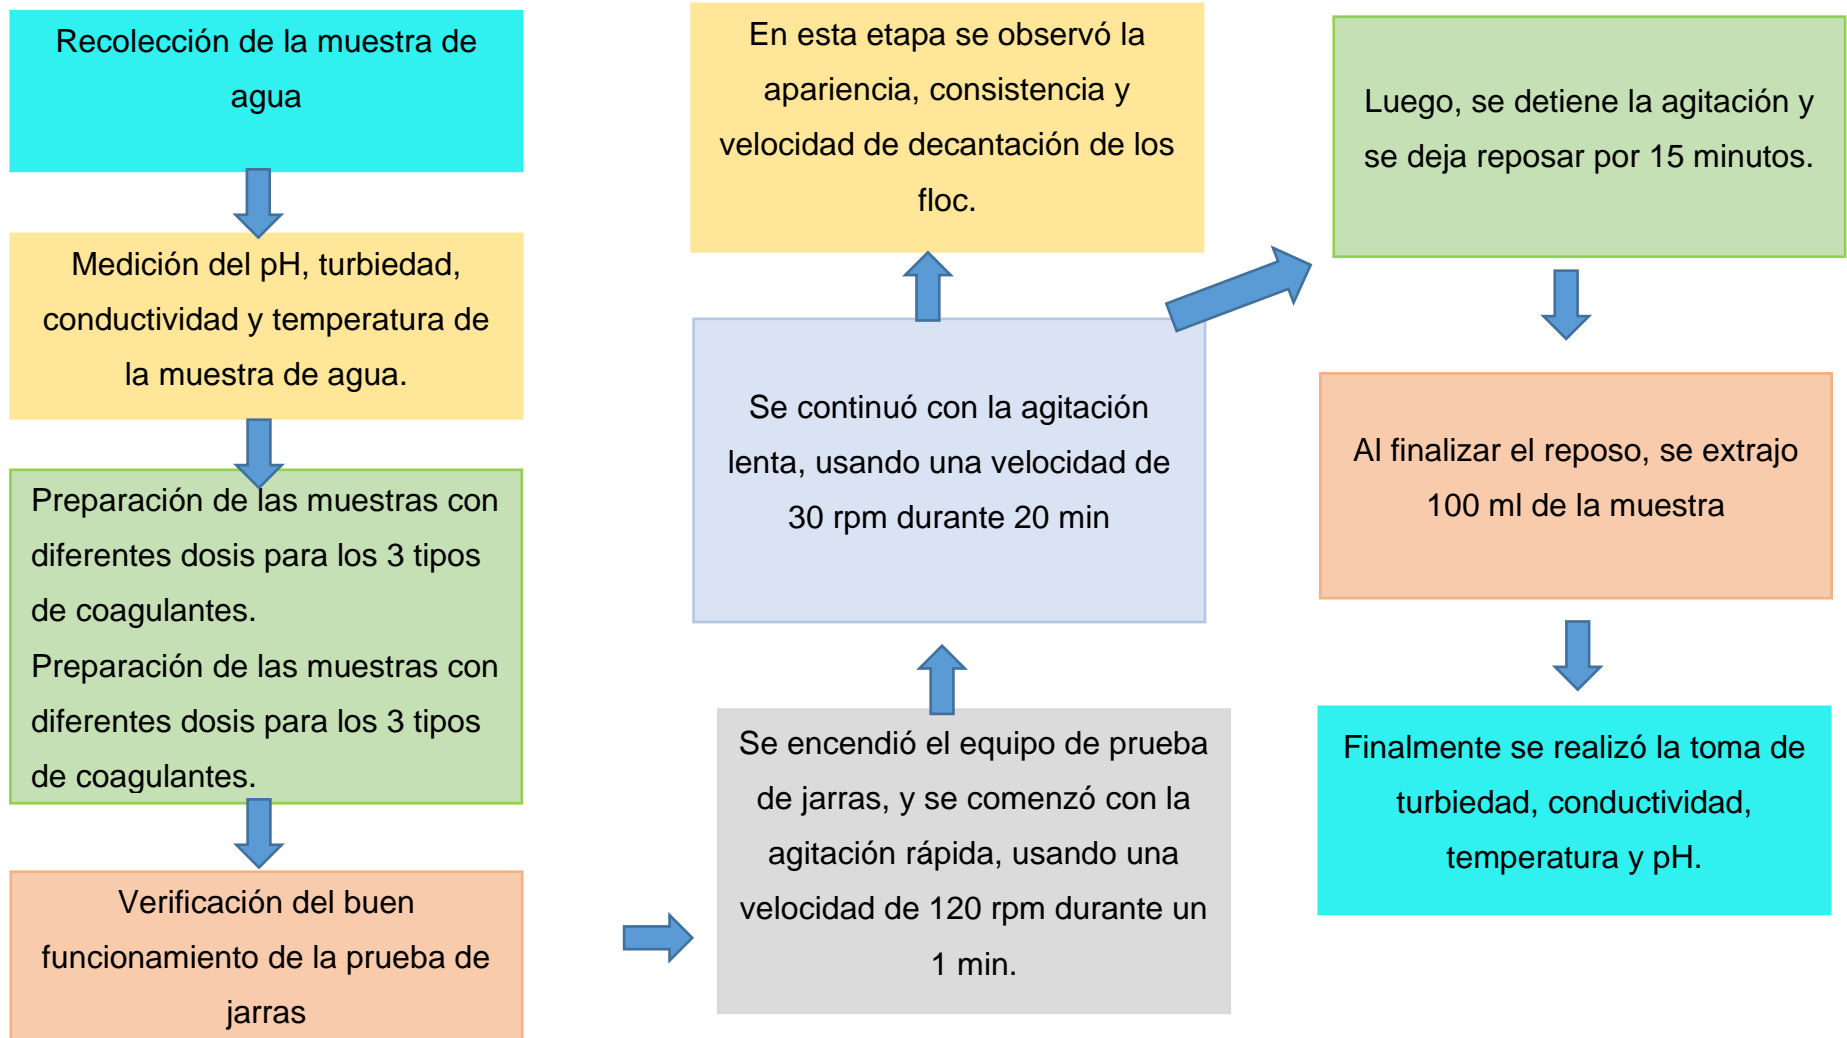 Recolección de la muestra de
agua
Medición del pH, turbiedad,
conductividad y temperatura de
la muestra de agua.
Preparación de las muestras con
diferentes dosis para los 3 tipos
de coagulantes.
Preparación de las muestras con
diferentes dosis para los 3 tipos
de coagulantes.
Verificación del buen
funcionamiento de la prueba de
jarras
Se encendió el equipo de prueba
de jarras, y se comenzó con la
agitación rápida, usando una
velocidad de 120 rpm durante un
1 min.
Se continuó con la agitación
lenta, usando una velocidad de
30 rpm durante 20 min
En esta etapa se observó la
apariencia, consistencia y
velocidad de decantación de los
floc.
Luego, se detiene la agitación y
se deja reposar por 15 minutos.
Al finalizar el reposo, se extrajo
100 ml de la muestra
Finalmente se realizó la toma de
turbiedad, conductividad,
temperatura y pH.